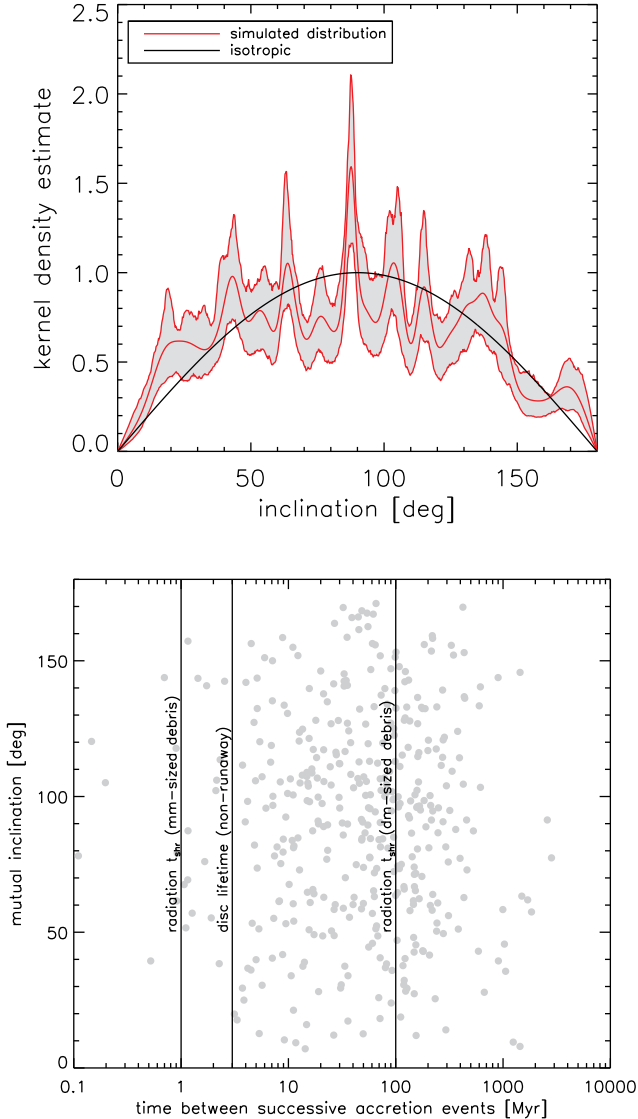 2.5
2.0
1.5
1.0
0.5
0.0
kernel density estimate
simulated distribution
isotropic
0 50 100 150
inclination [deg]
150
100
50
0
mutual inclination [deg]
radiation tshr (mm-sized debris)
disc lifetime (non-runaway)
radiation tshr (dm-sized debris)
0.1 1 10 100 1000 10000
time between successive accretion events [Myr]